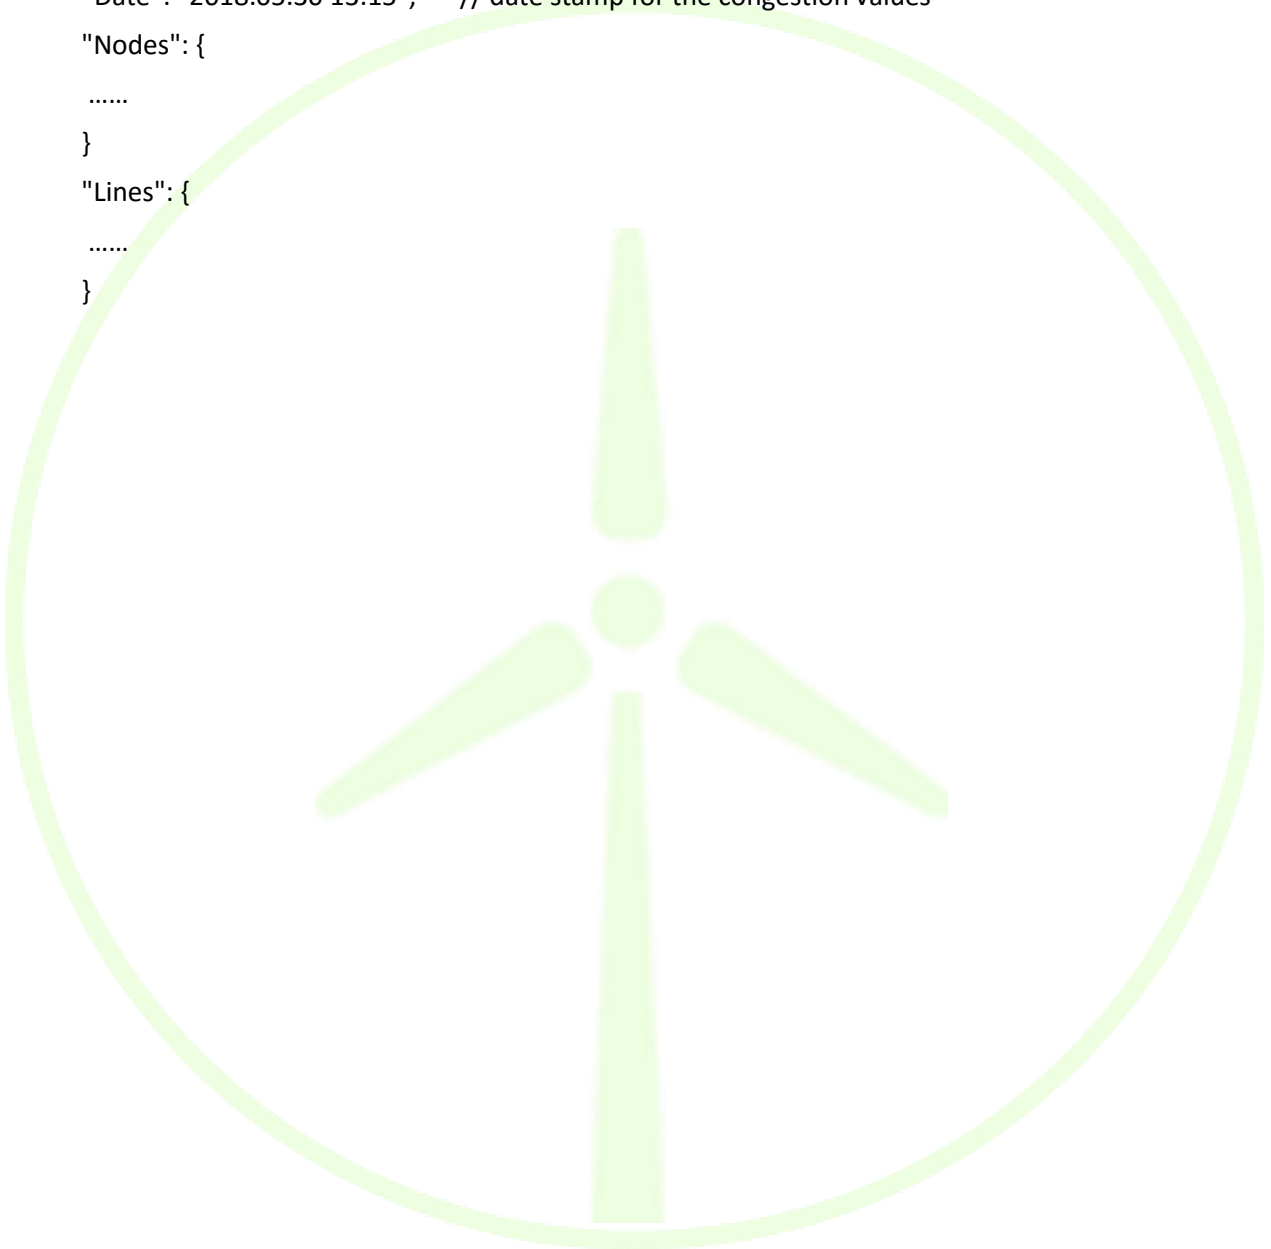 "Date": // date stamp for the congestion values
"Nodes": {
......
}
"Lines": {
......
}